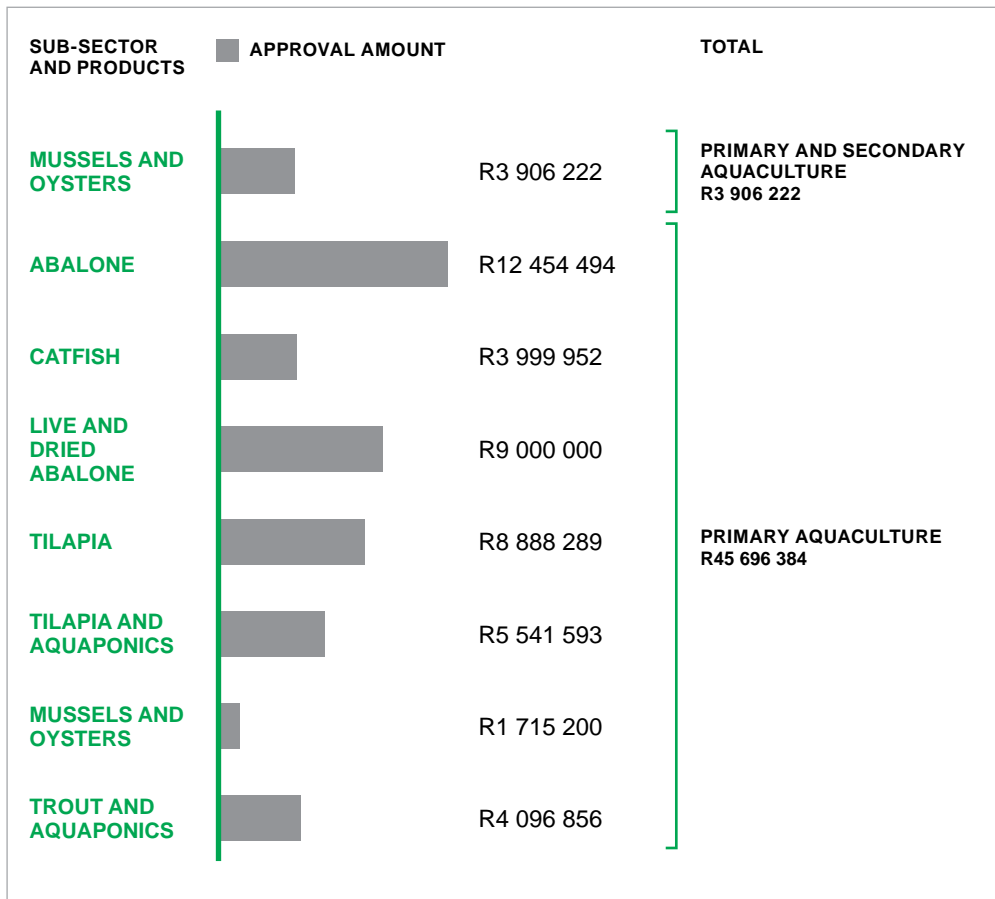 SUB-SECTOR
AND PRODUCTS
APPROVAL AMOUNT
TOTAL
MUSSELS AND
OYSTERS
R3 906 222
PRIMARY AND SECONDARY
AQUACULTURE
R3 906 222
ABALONE
R12 454 494
CATFISH
R3 999 952
LIVE AND
DRIED
ABALONE
R9 000 000
TILAPIA
R8 888 289
PRIMARY AQUACULTURE
R45 696 384
TILAPIA AND
AQUAPONICS
R5 541 593
MUSSELS AND
OYSTERS
R1 715 200
TROUT AND
AQUAPONICS
R4 096 856